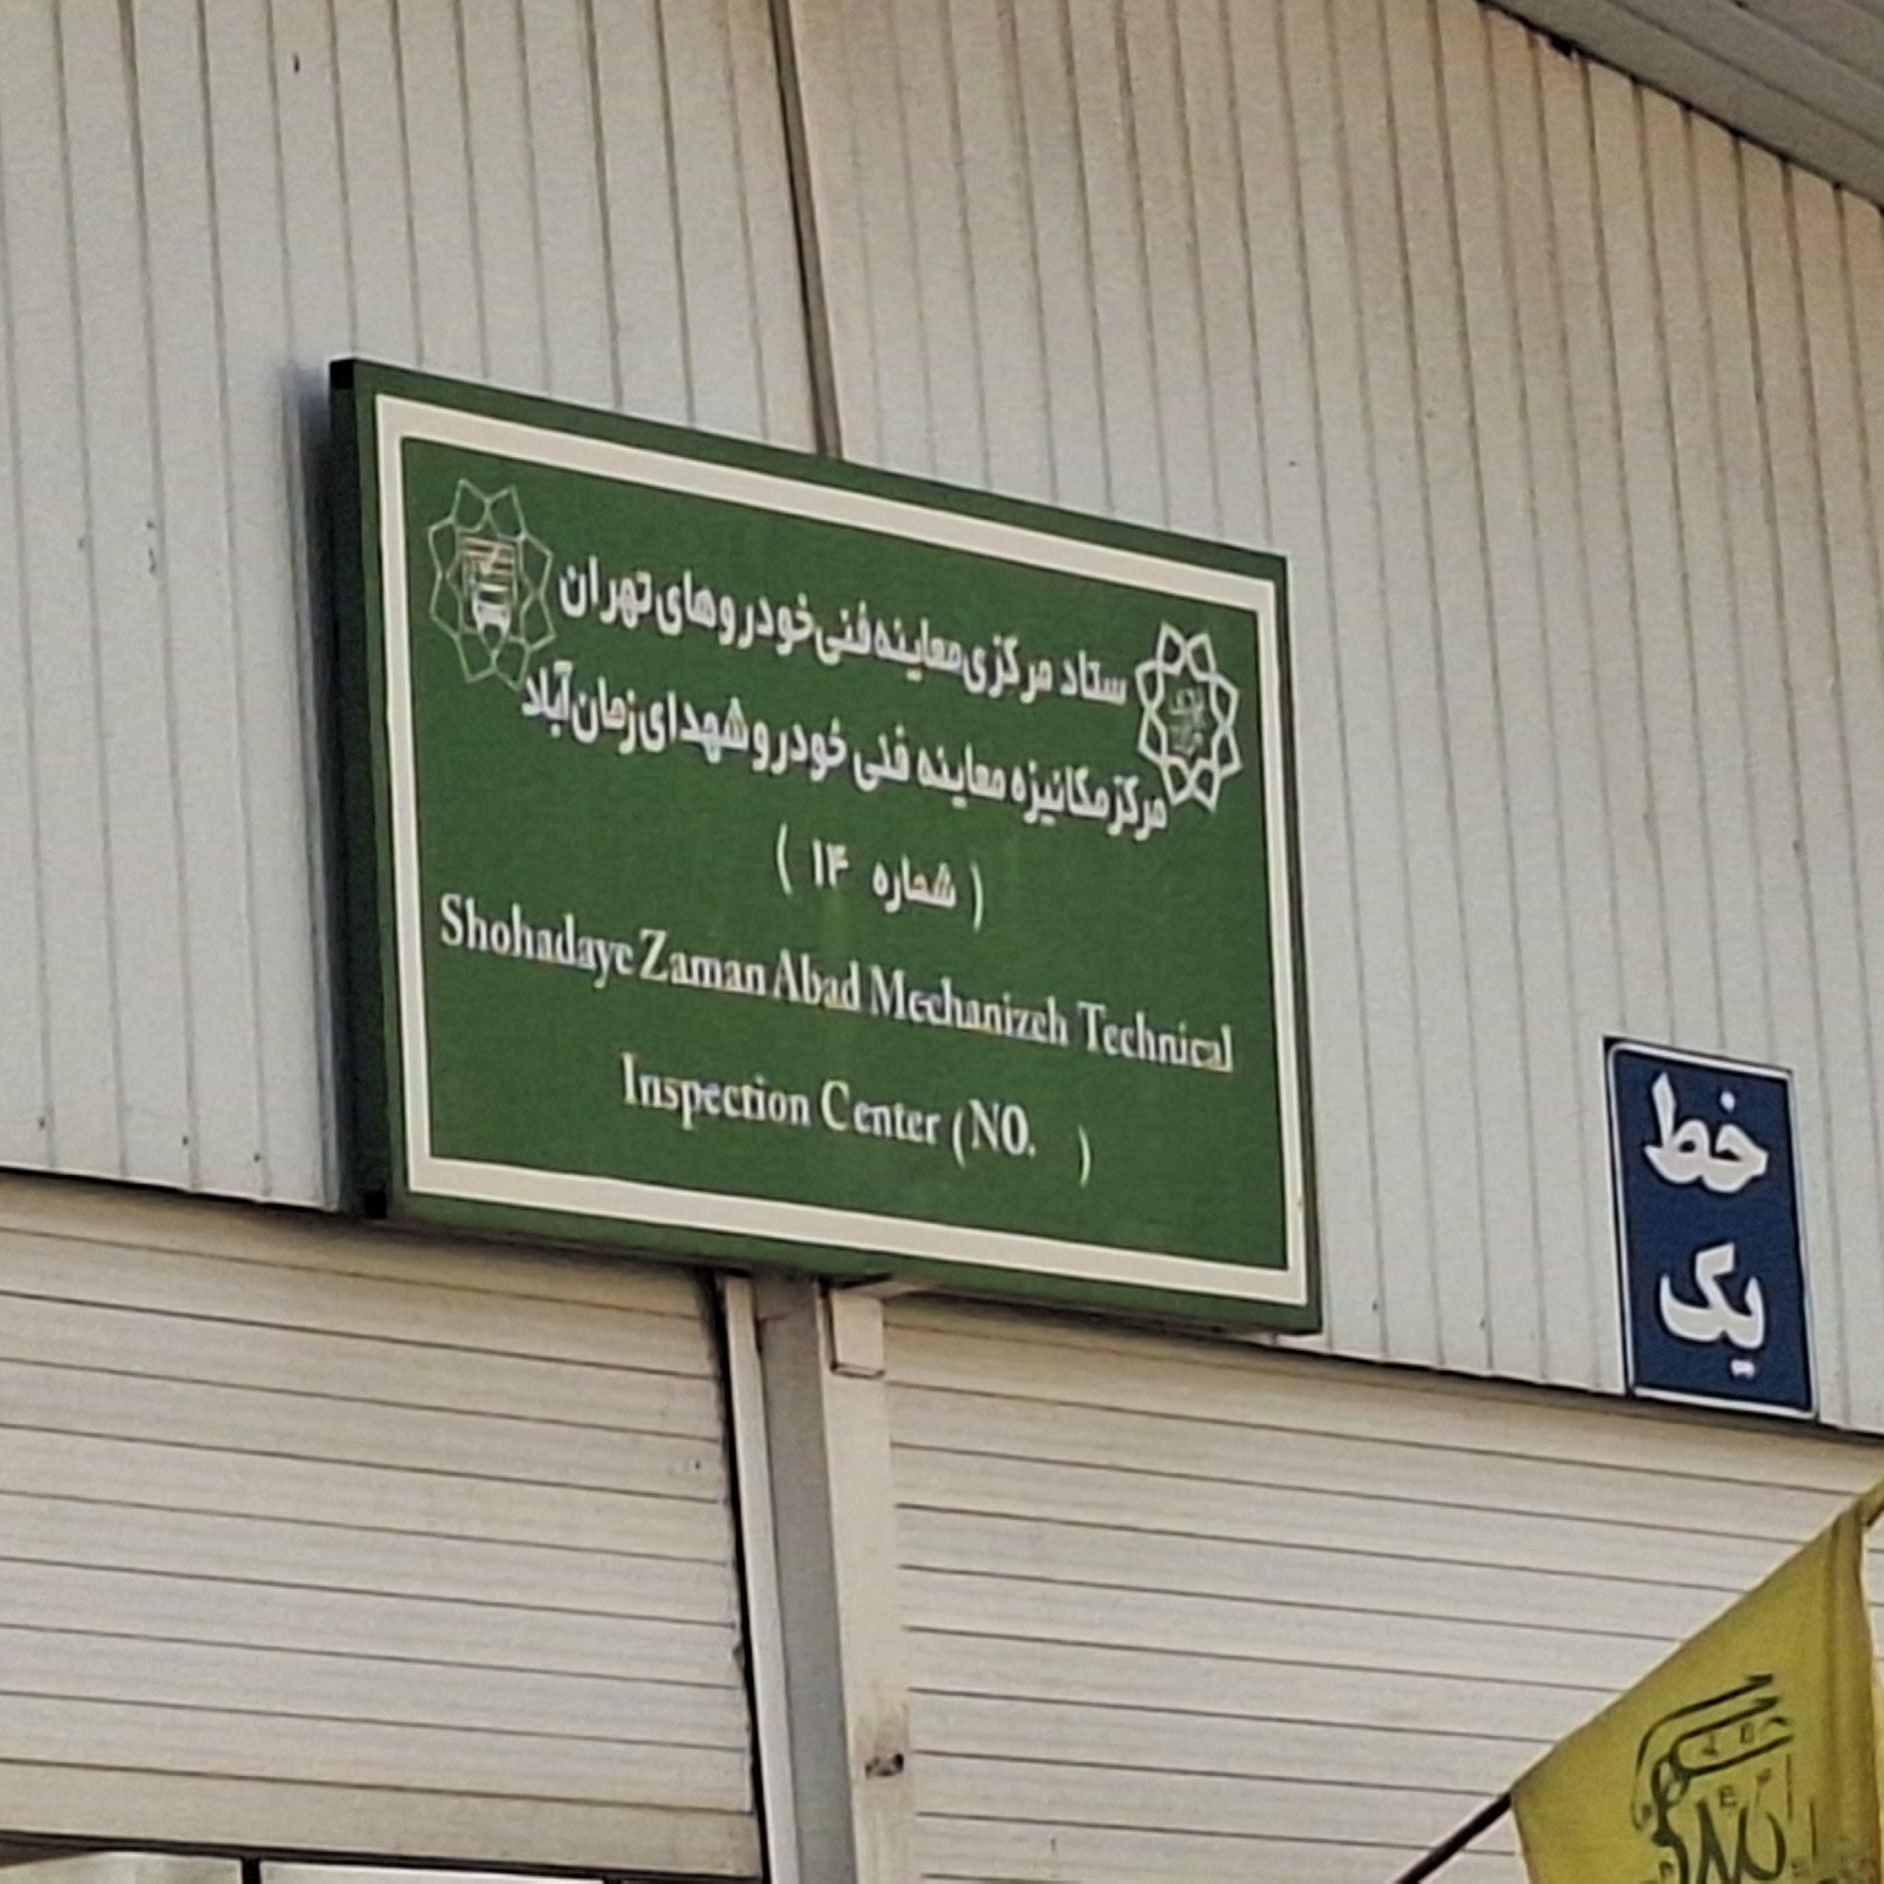 ستاد مرکزی معاینه فنی خودروهای تهران
مرکز مکانیزه معاینه فنی خودرو شهدای زمان آباد
( شماره ۱۴ )
Shohadaye Zaman Abad Mechanizeh Technical
Inspection Center (NO. )
خط
یک